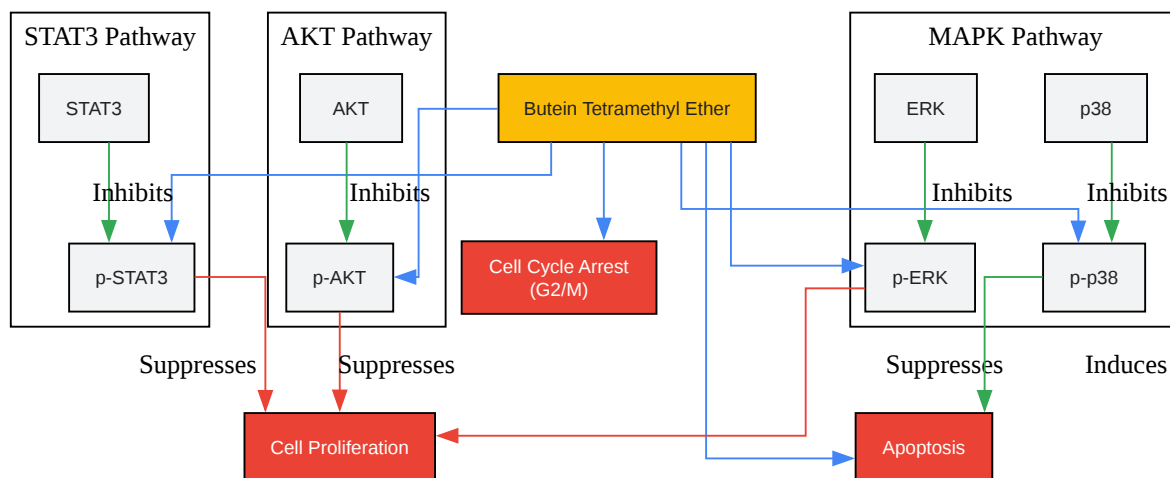 STAT3 Pathway
AKT Pathway
MAPK Pathway
STAT3
AKT
Butein Tetramethyl Ether
ERK
p38
Inhibits
Inhibits
Inhibits
Inhibits
p-STAT3
p-AKT
Cell Cycle Arrest
(G2/M)
p-ERK
p-p38
Suppresses
Suppresses
Suppresses
Induces
Cell Proliferation
Apoptosis